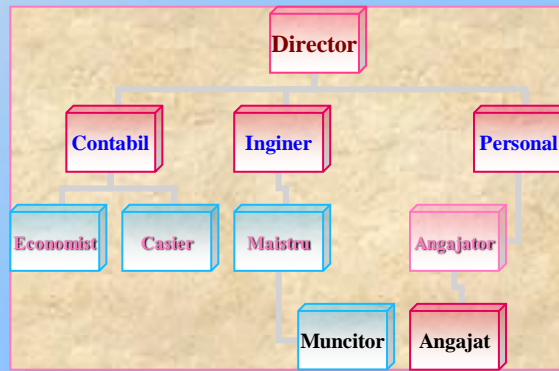 Director
Contabil
Inginer
Personal
Economist
Casier
Maistru
Angajator
Muncitor
Angajat